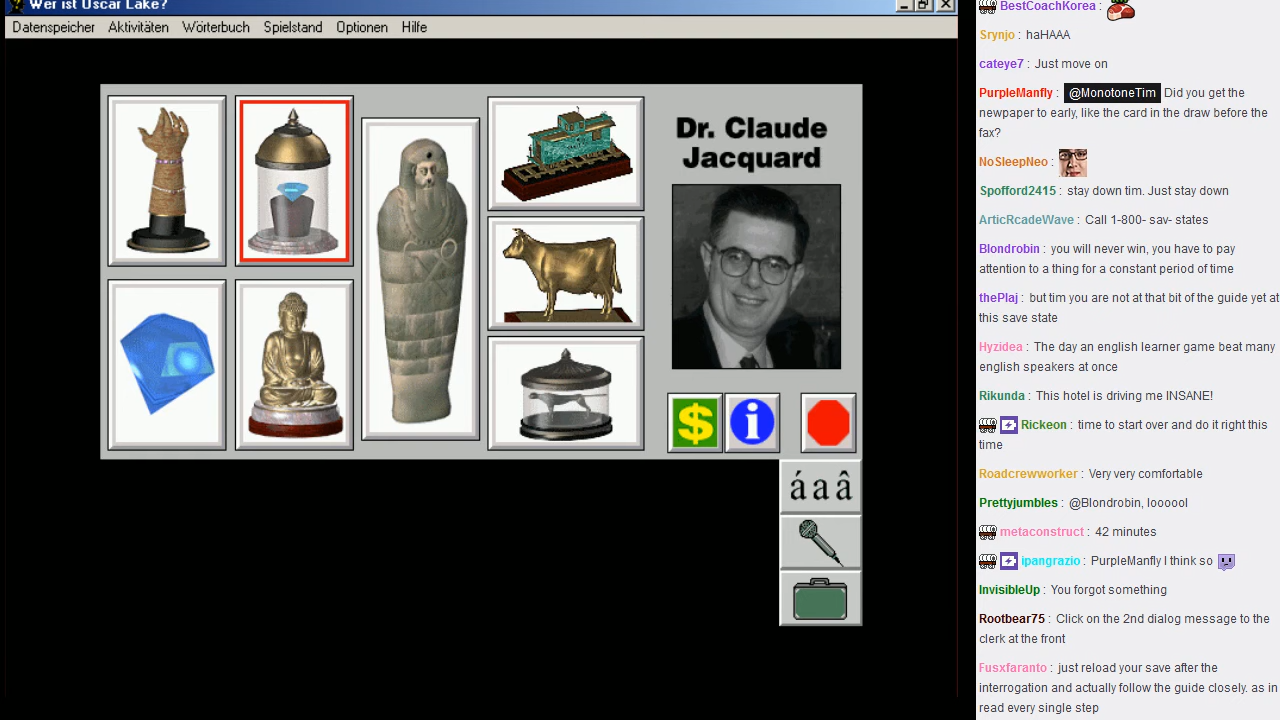 Wer ist Oscar Lake?
Datenspeicher Aktivitäten Wörterbuch Spielstand Optionen Hilfe
Dr. Claude
Jacquard
$ i
á a â
BestCoachKorea :
Srynjo : haHAAA
cateye7 : Just move on
PurpleManfly : @MonotoneTim Did you get the
newpaper to early, like the card in the draw before the
fax?
NoSleepNeo :
Spofford2415 : stay down tim. Just stay down
ArticRcadeWave : Call 1-800- sav- states
Blondrobin : you will never win, you have to pay
attention to a thing for a constant period of time
thePlaj : but tim you are not at that bit of the guide yet at
this save state
Hyzidea : The day an english learner game beat many
english speakers at once
Rikunda : This hotel is driving me INSANE!
Rickeon : time to start over and do it right this
time
Roadcrewworker : Very very comfortable
Prettyjumbles : @Blondrobin, loooool
metaconstruct : 42 minutes
ipangrazio : PurpleManfly I think so
InvisibleUp : You forgot something
Rootbear75 : Click on the 2nd dialog message to the
clerk at the front
Fusxfaranto : just reload your save after the
interrogation and actually follow the guide closely. as in
read every single step